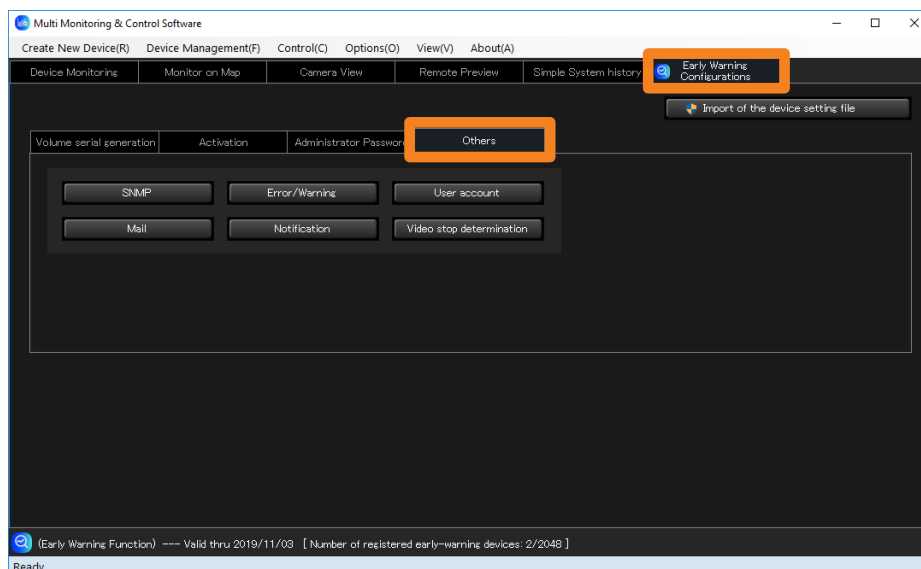 Multi Monitoring & Control Software
Create New Device(R) Device Management(F) Control(C) Options(O) View(V) About(A)
Device Monitoring Monitor on Map Camera View Remote Preview Simple System history Early Warning Configurations
Import of the device setting file
Volume serial generation Activation Administrator Password Others
SNMP Error/Warning User account
Mail Notification Video stop determination
(Early Warning Function) --- Valid thru 2019/11/03 [ Number of registered early-warning devices: 2/2048 ]
Ready